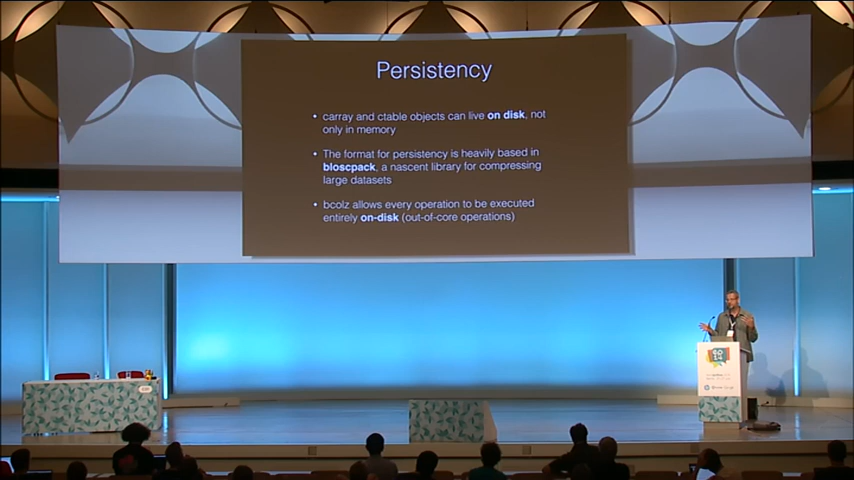 Persistency
• carray and ctable objects can live on disk, not
only in memory
• The format for persistency is heavily based in
bloscpack, a nascent library for compressing
large datasets
• bcolz allows every operation to be executed
entirely on-disk (out-of-core operations)